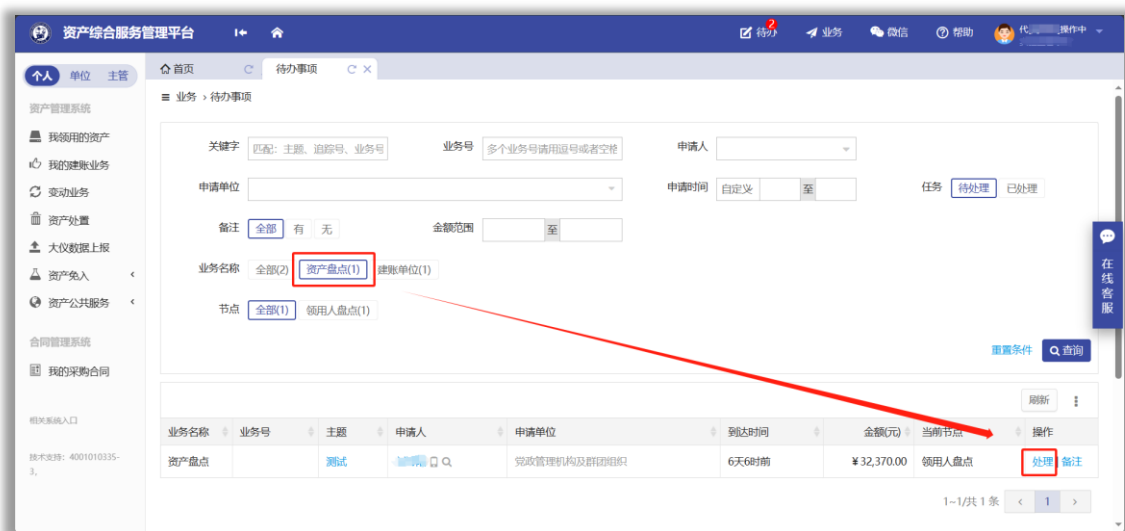 资产综合服务管理平台 待办 2 业务 微信 帮助 代 操作中
个人 单位 主管
首页 待办事项
业务 › 待办事项
资产管理系统
我领用的资产
我的建账业务
变动业务
资产处置
大仪数据上报
资产免入
资产公共服务
合同管理系统
我的采购合同
相关系统入口
技术支持：4001010335-
3,
关键字 匹配：主题、追踪号、业务号 业务号 多个业务号请用逗号或者空格 申请人
申请单位 申请时间 自定义 至 任务 待处理 已处理
备注 全部 有 无 金额范围 至
业务名称 全部(2) 资产盘点(1) 建账单位(1)
节点 全部(1) 领用人盘点(1)
重置条件 查询
刷新
业务名称 业务号 主题 申请人 申请单位 到达时间 金额(元) 当前节点 操作
资产盘点 测试 党政管理机构及群团组织 6天6时前 ¥32,370.00 领用人盘点 处理 备注
1~1/共 1 条 ‹ 1 ›
在线客服